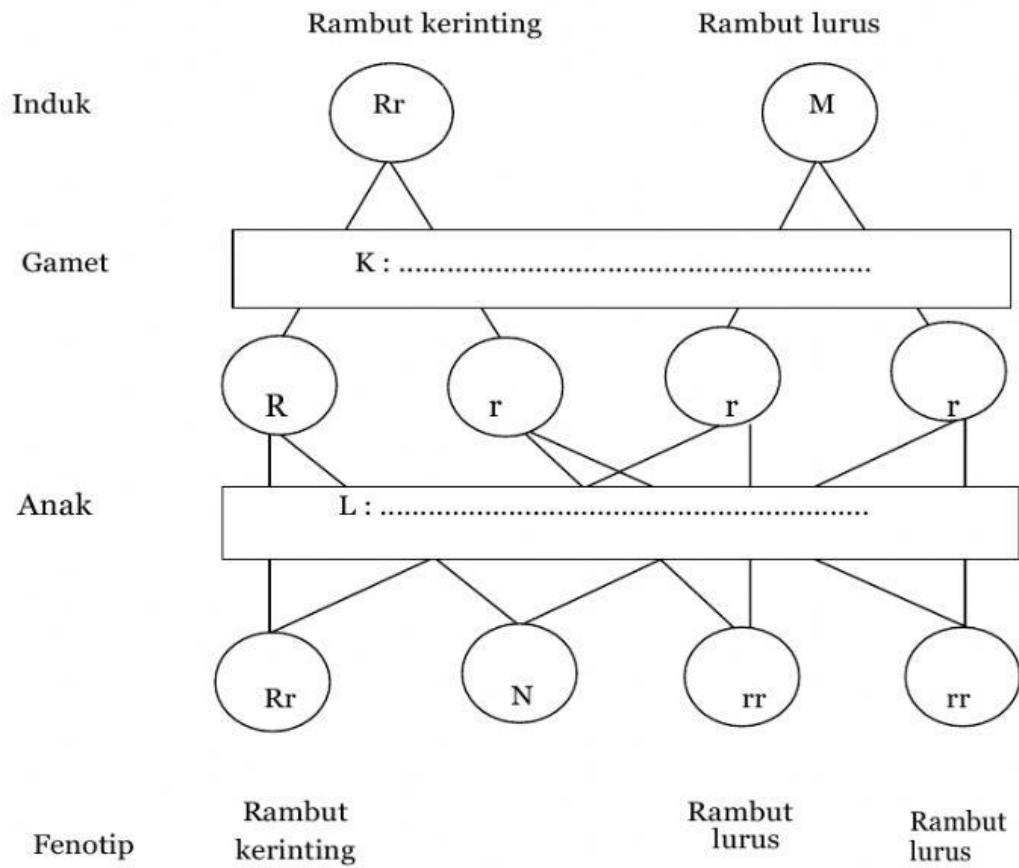 Rambut kerinting
Rambut lurus
Induk
Rr
M
Gamet
K : ............................................................
R
r
r
r
Anak
L : .............................................................
Rr
N
rr
rr
Fenotip
Rambut
kerinting
Rambut
lurus
Rambut
lurus